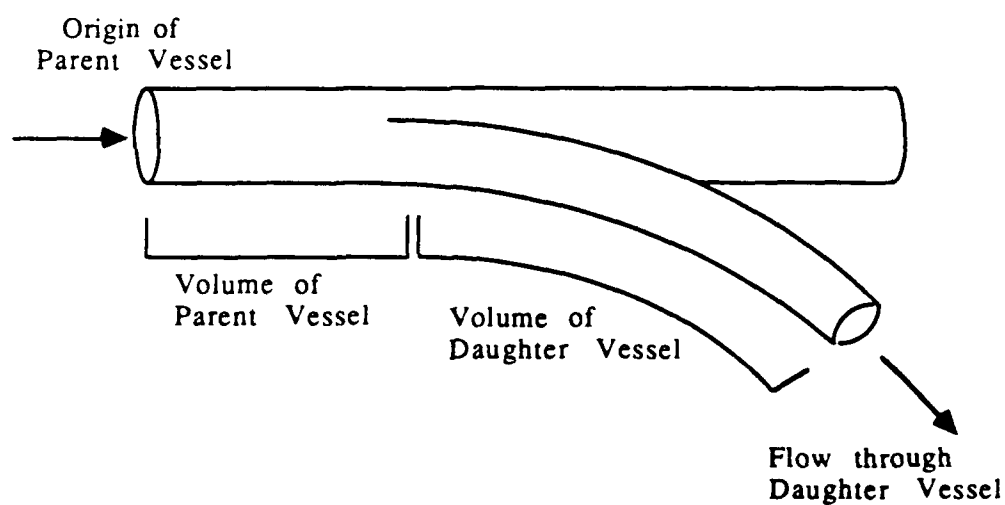 Origin of
Parent Vessel
Volume of
Parent Vessel
Volume of
Daughter Vessel
Flow through
Daughter Vessel